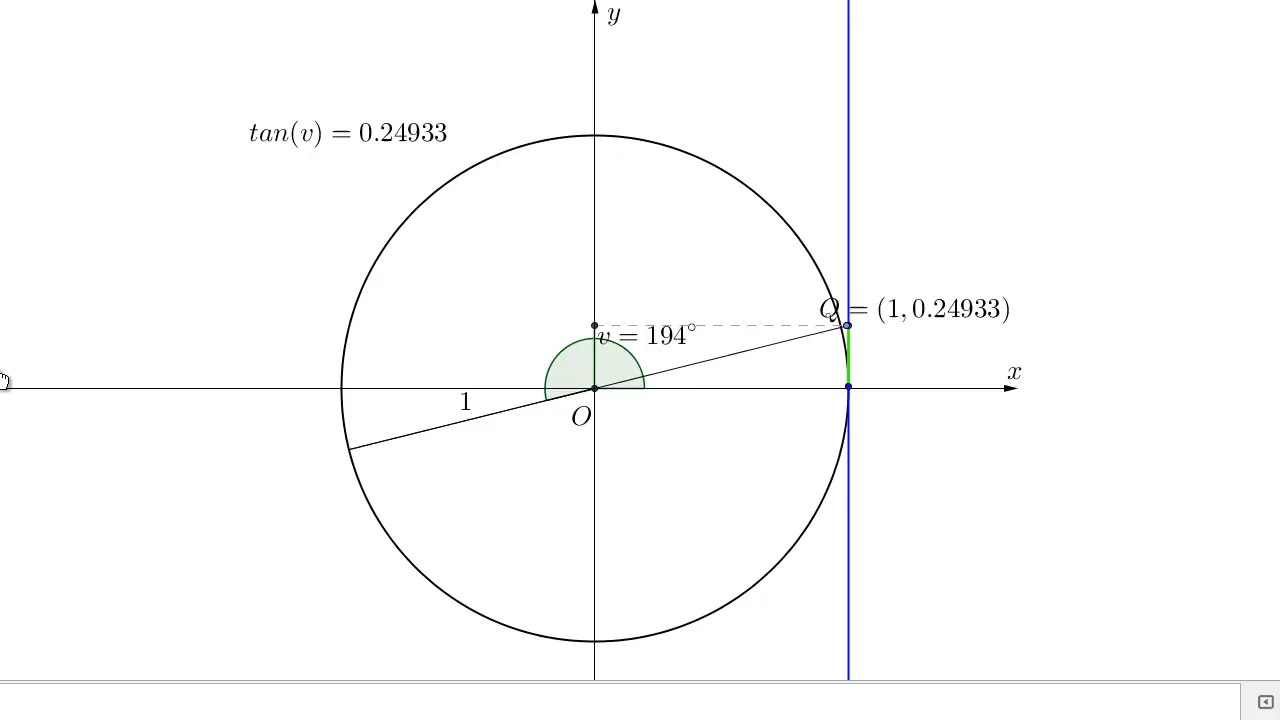 y
tan(v) = 0.24933
Q = (1, 0.24933)
v = 194°
x
1
O